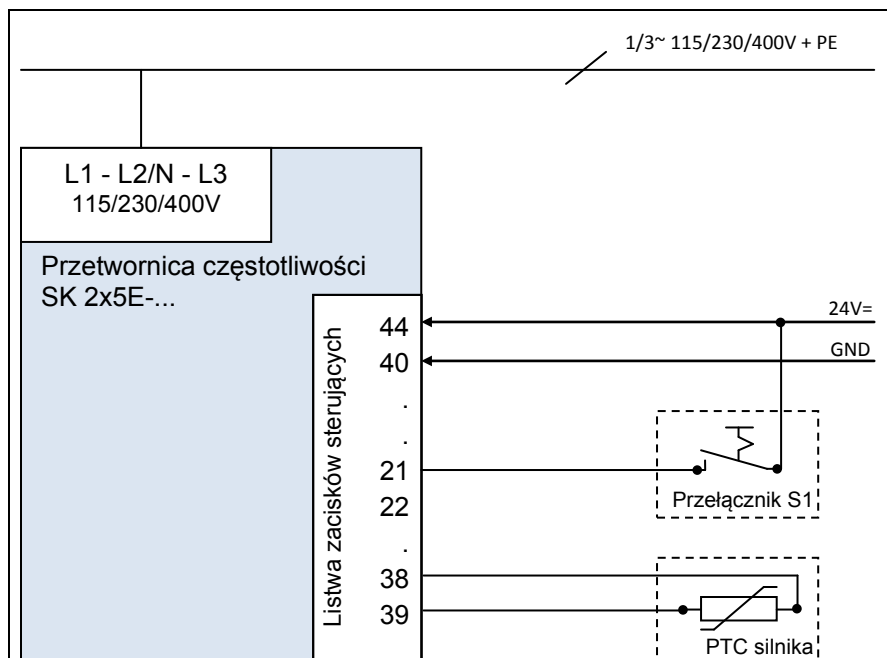 1/3~ 115/230/400V + PE
L1 - L2/N - L3
115/230/400V
Przetwornica częstotliwości
SK 2x5E-...
Listwa zacisków sterujących
44
24V=
40
GND
.
.
21
Przełącznik S1
22
.
38
39
PTC silnika